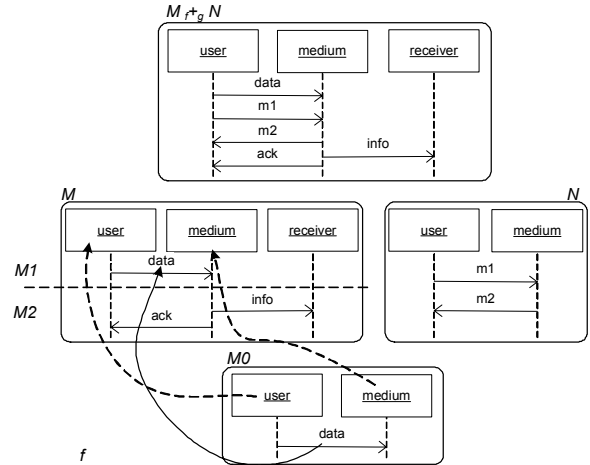 M f+g N
user medium receiver
data
m1
m2
ack info
M N
user medium receiver user medium
M1 data m1
M2 info m2
ack
M0
user medium
data
f